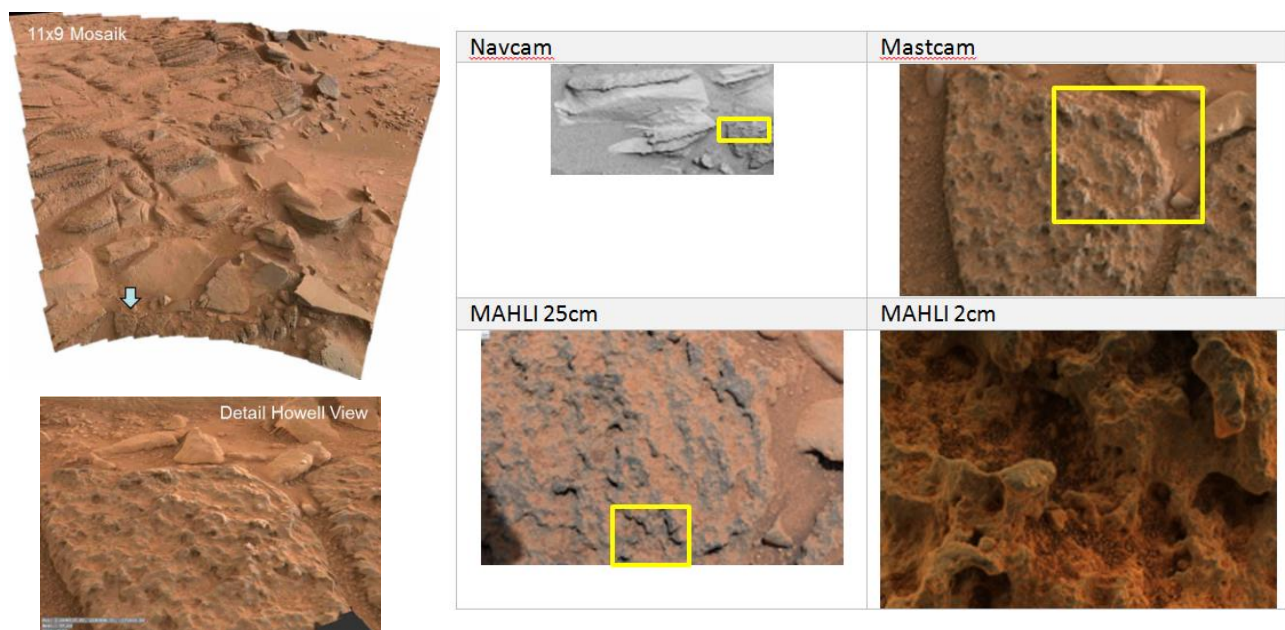 11x9 Mosaik
Detail Howell View
Navcam
Mastcam
MAHLI 25cm
MAHLI 2cm